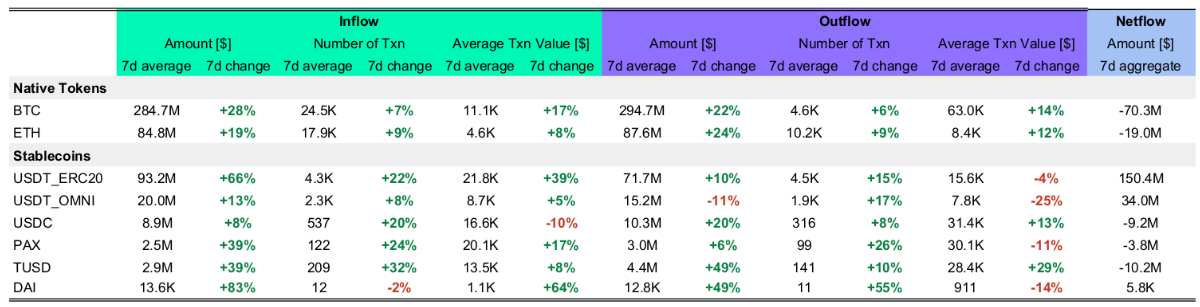 Inflow Outflow Netflow
Amount [$] Number of Txn Average Txn Value [$] Amount [$] Number of Txn Average Txn Value [$] Amount [$]
7d average 7d change 7d average 7d change 7d average 7d change 7d average 7d change 7d average 7d change 7d average 7d change 7d aggregate
Native Tokens
BTC 284.7M +28% 24.5K +7% 11.1K +17% 294.7M +22% 4.6K +6% 63.0K +14% -70.3M
ETH 84.8M +19% 17.9K +9% 4.6K +8% 87.6M +24% 10.2K +9% 8.4K +12% -19.0M
Stablecoins
USDT_ERC20 93.2M +66% 4.3K +22% 21.8K +39% 71.7M +10% 4.5K +15% 15.6K -4% 150.4M
USDT_OMNI 20.0M +13% 2.3K +8% 8.7K +5% 15.2M -11% 1.9K +17% 7.8K -25% 34.0M
USDC 8.9M +8% 537 +20% 16.6K -10% 10.3M +20% 316 +8% 31.4K +13% -9.2M
PAX 2.5M +39% 122 +24% 20.1K +17% 3.0M +6% 99 +26% 30.1K -11% -3.8M
TUSD 2.9M +39% 209 +32% 13.5K +8% 4.4M +49% 141 +10% 28.4K +29% -10.2M
DAI 13.6K +83% 12 -2% 1.1K +64% 12.8K +49% 11 +55% 911 -14% 5.8K